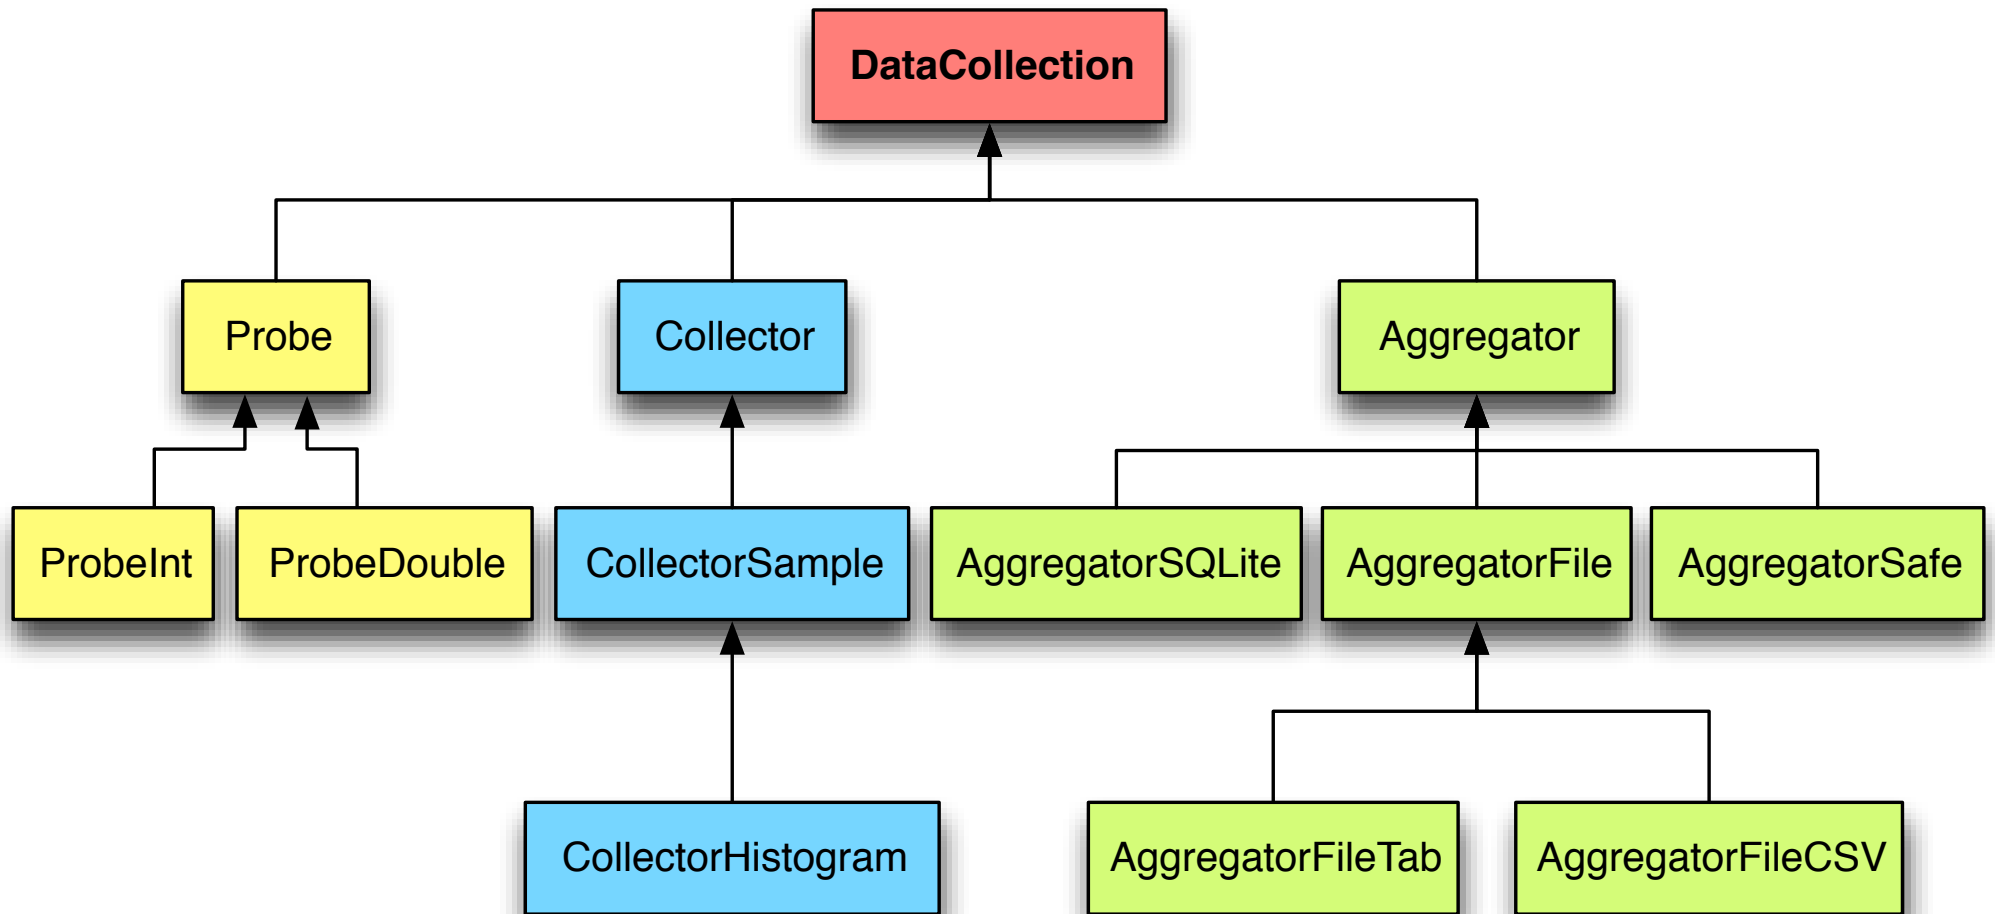 DataCollection
Probe
Collector
Aggregator
ProbeInt
ProbeDouble
CollectorSample
AggregatorSQLite
AggregatorFile
AggregatorSafe
CollectorHistogram
AggregatorFileTab
AggregatorFileCSV